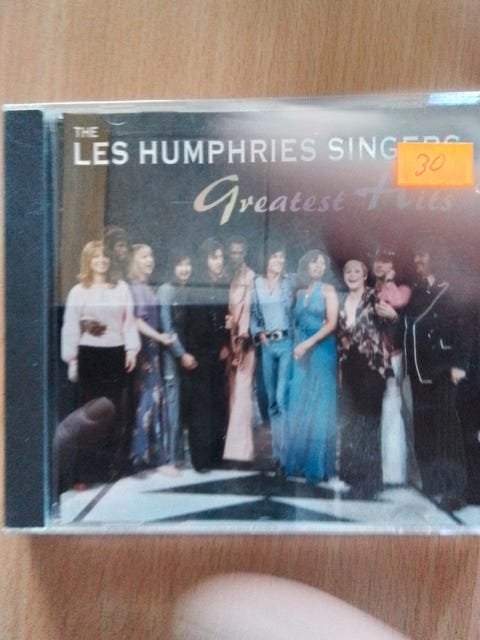 THE
LES HUMPHRIES SINGERS
30
Greatest Hits